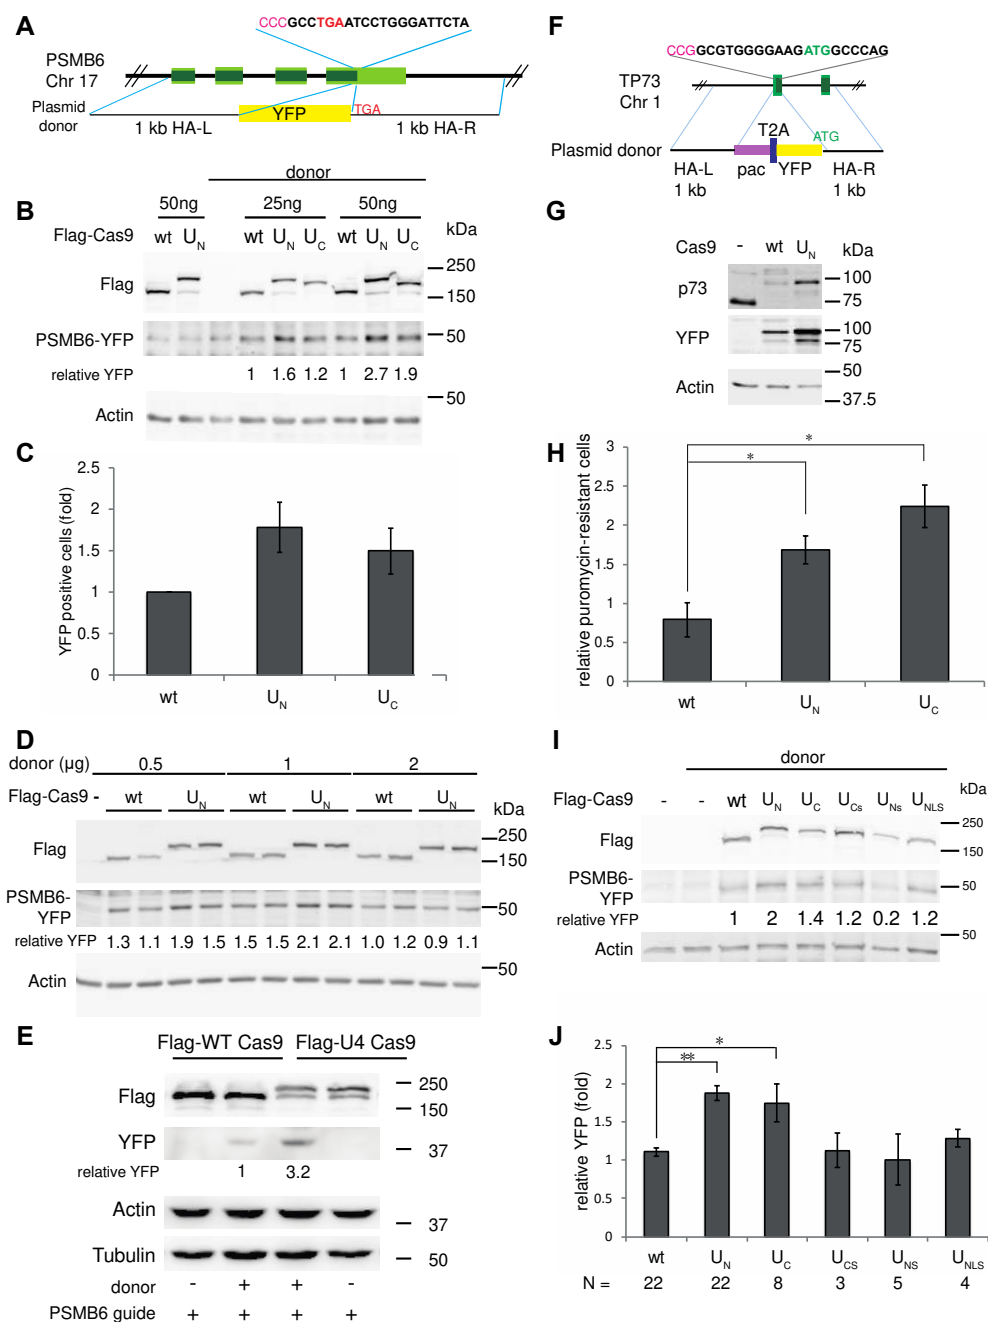 A
CCCGCCTGAATCCTGGGATTCTA
PSMB6
Chr 17
Plasmid
donor
YFP
TGA
1 kb HA-L
1 kb HA-R
B
donor
50ng
25ng
50ng
Flag-Cas9
wt UN wt UN UC wt UN UC
kDa
Flag
250
150
PSMB6-YFP
50
relative YFP
1 1.6 1.2 1 2.7 1.9
Actin
50
C
YFP positive cells (fold)
2.5
2
1.5
1
0.5
0
wt UN UC
D
donor (µg)
0.5 1 2
Flag-Cas9
- wt UN wt UN wt UN
kDa
Flag
250
150
PSMB6-
YFP
50
relative YFP
1.3 1.1 1.9 1.5 1.5 1.5 2.1 2.1 1.0 1.2 0.9 1.1
Actin
50
E
Flag-WT Cas9 Flag-U4 Cas9
Flag
250
150
YFP
37
relative YFP
1 3.2
Actin
37
Tubulin
50
donor - + + -
PSMB6 guide + + + +
F
CCGGCGTGGGGAAGATGGCCCAG
TP73
Chr 1
T2A
ATG
Plasmid donor
HA-L
1 kb
pac
YFP
HA-R
1 kb
G
Cas9 - wt UN kDa
p73
100
75
YFP
100
75
Actin
50
37.5
H
relative puromycin-resistant cells
3
2.5
2
1.5
1
0.5
0
*
*
wt UN UC
I
donor
Flag-Cas9
- - wt UN UC UCs UNs UNLS
kDa
Flag
250
150
PSMB6-
YFP
50
relative YFP
1 2 1.4 1.2 0.2 1.2
Actin
50
J
relative YFP (fold)
2.5
2
1.5
1
0.5
0
*
**
wt UN UC UCS UNS UNLS
N = 22 22 8 3 5 4